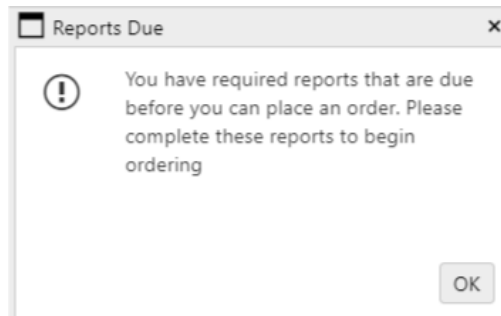 Reports Due
You have required reports that are due
before you can place an order. Please
complete these reports to begin
ordering
OK